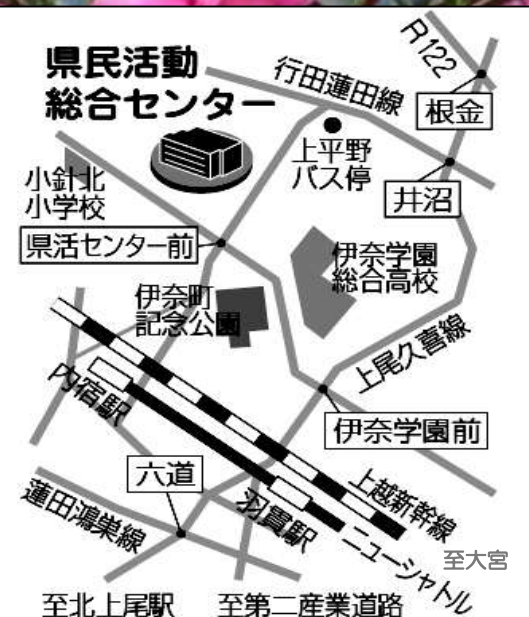 県民活動
総合センター
R122
行田蓮田線
根金
上平野
バス停
小針北
小学校
井沼
県活センター前
伊奈学園
総合高校
伊奈町
記念公園
上尾久喜線
内宿駅
伊奈学園前
六道
上越新幹線
羽貫駅
蓮田鴻巣線
ニューシャトル
至大宮
至北上尾駅
至第二産業道路